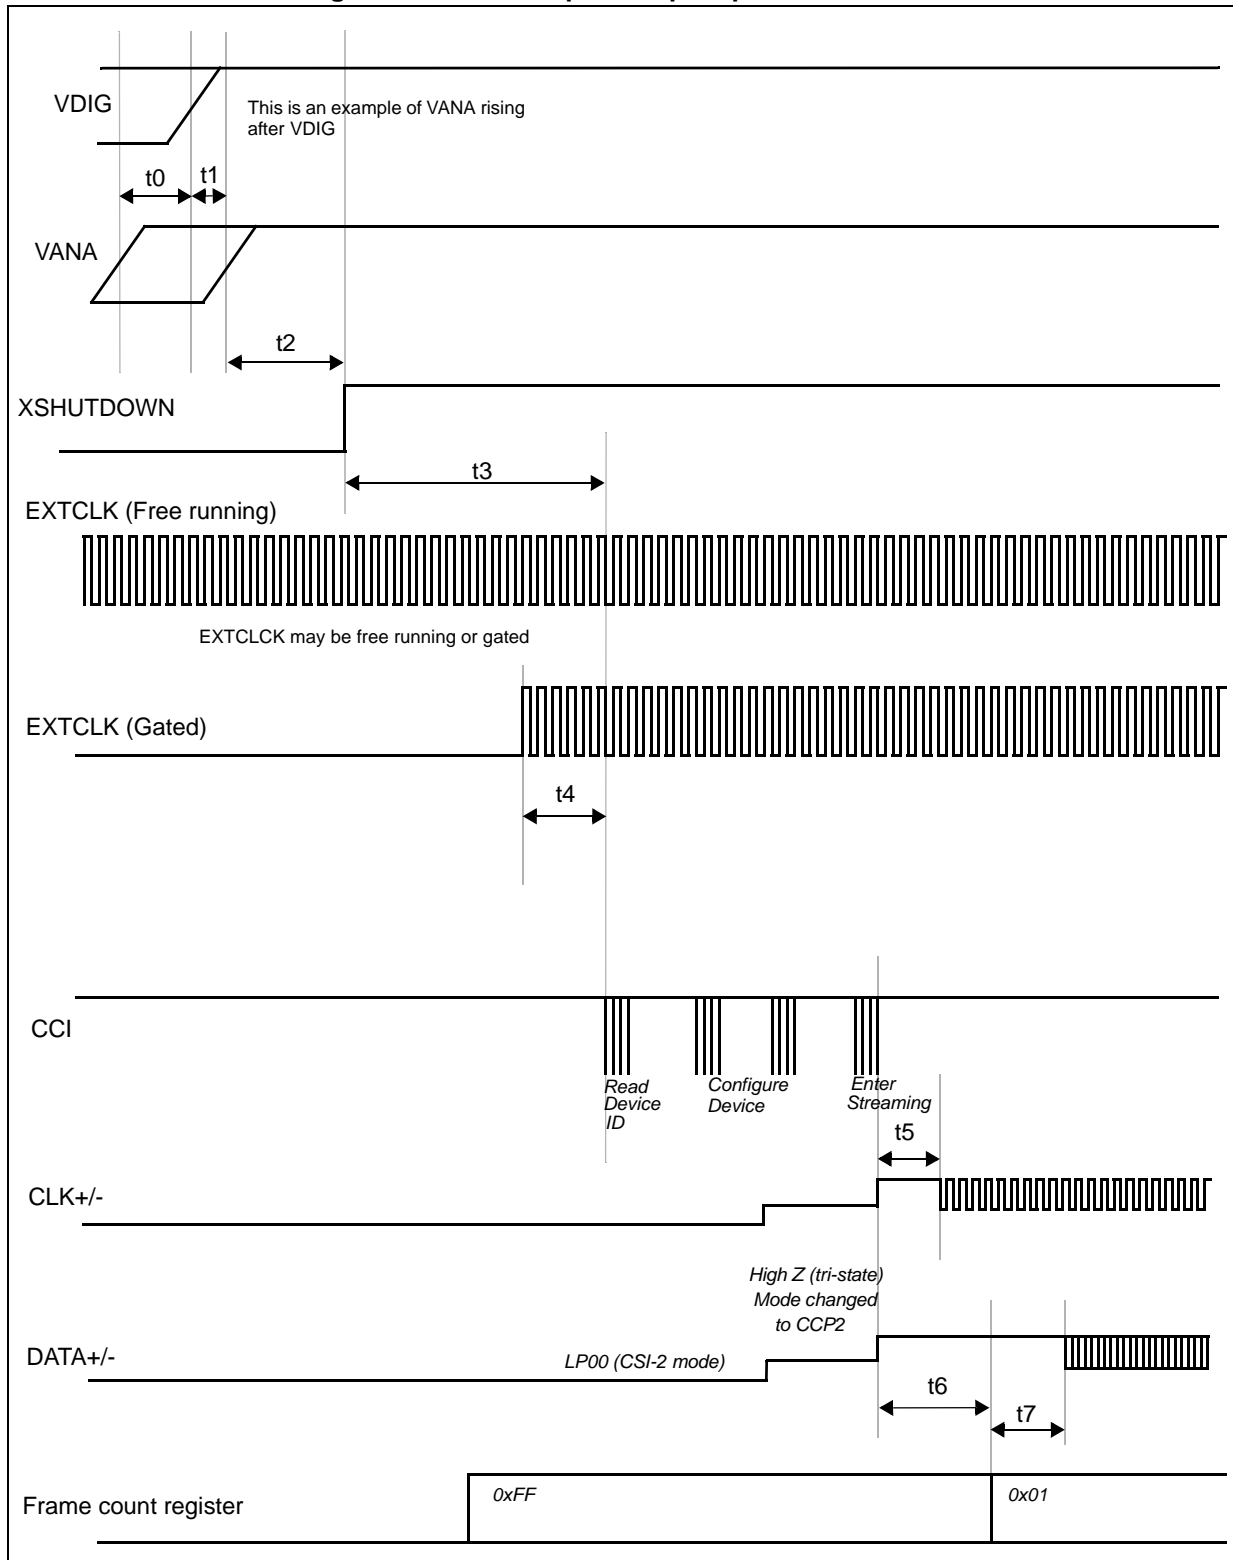 VDIG
This is an example of VANA rising
after VDIG
t0
t1
VANA
t2
XSHUTDOWN
t3
EXTCLK (Free running)
EXTCLCK may be free running or gated
EXTCLK (Gated)
t4
CCI
Read
Device
ID
Configure
Device
Enter
Streaming
t5
CLK+/-
High Z (tri-state)
Mode changed
to CCP2
DATA+/-
LP00 (CSI-2 mode)
t6
t7
Frame count register
0xFF
0x01